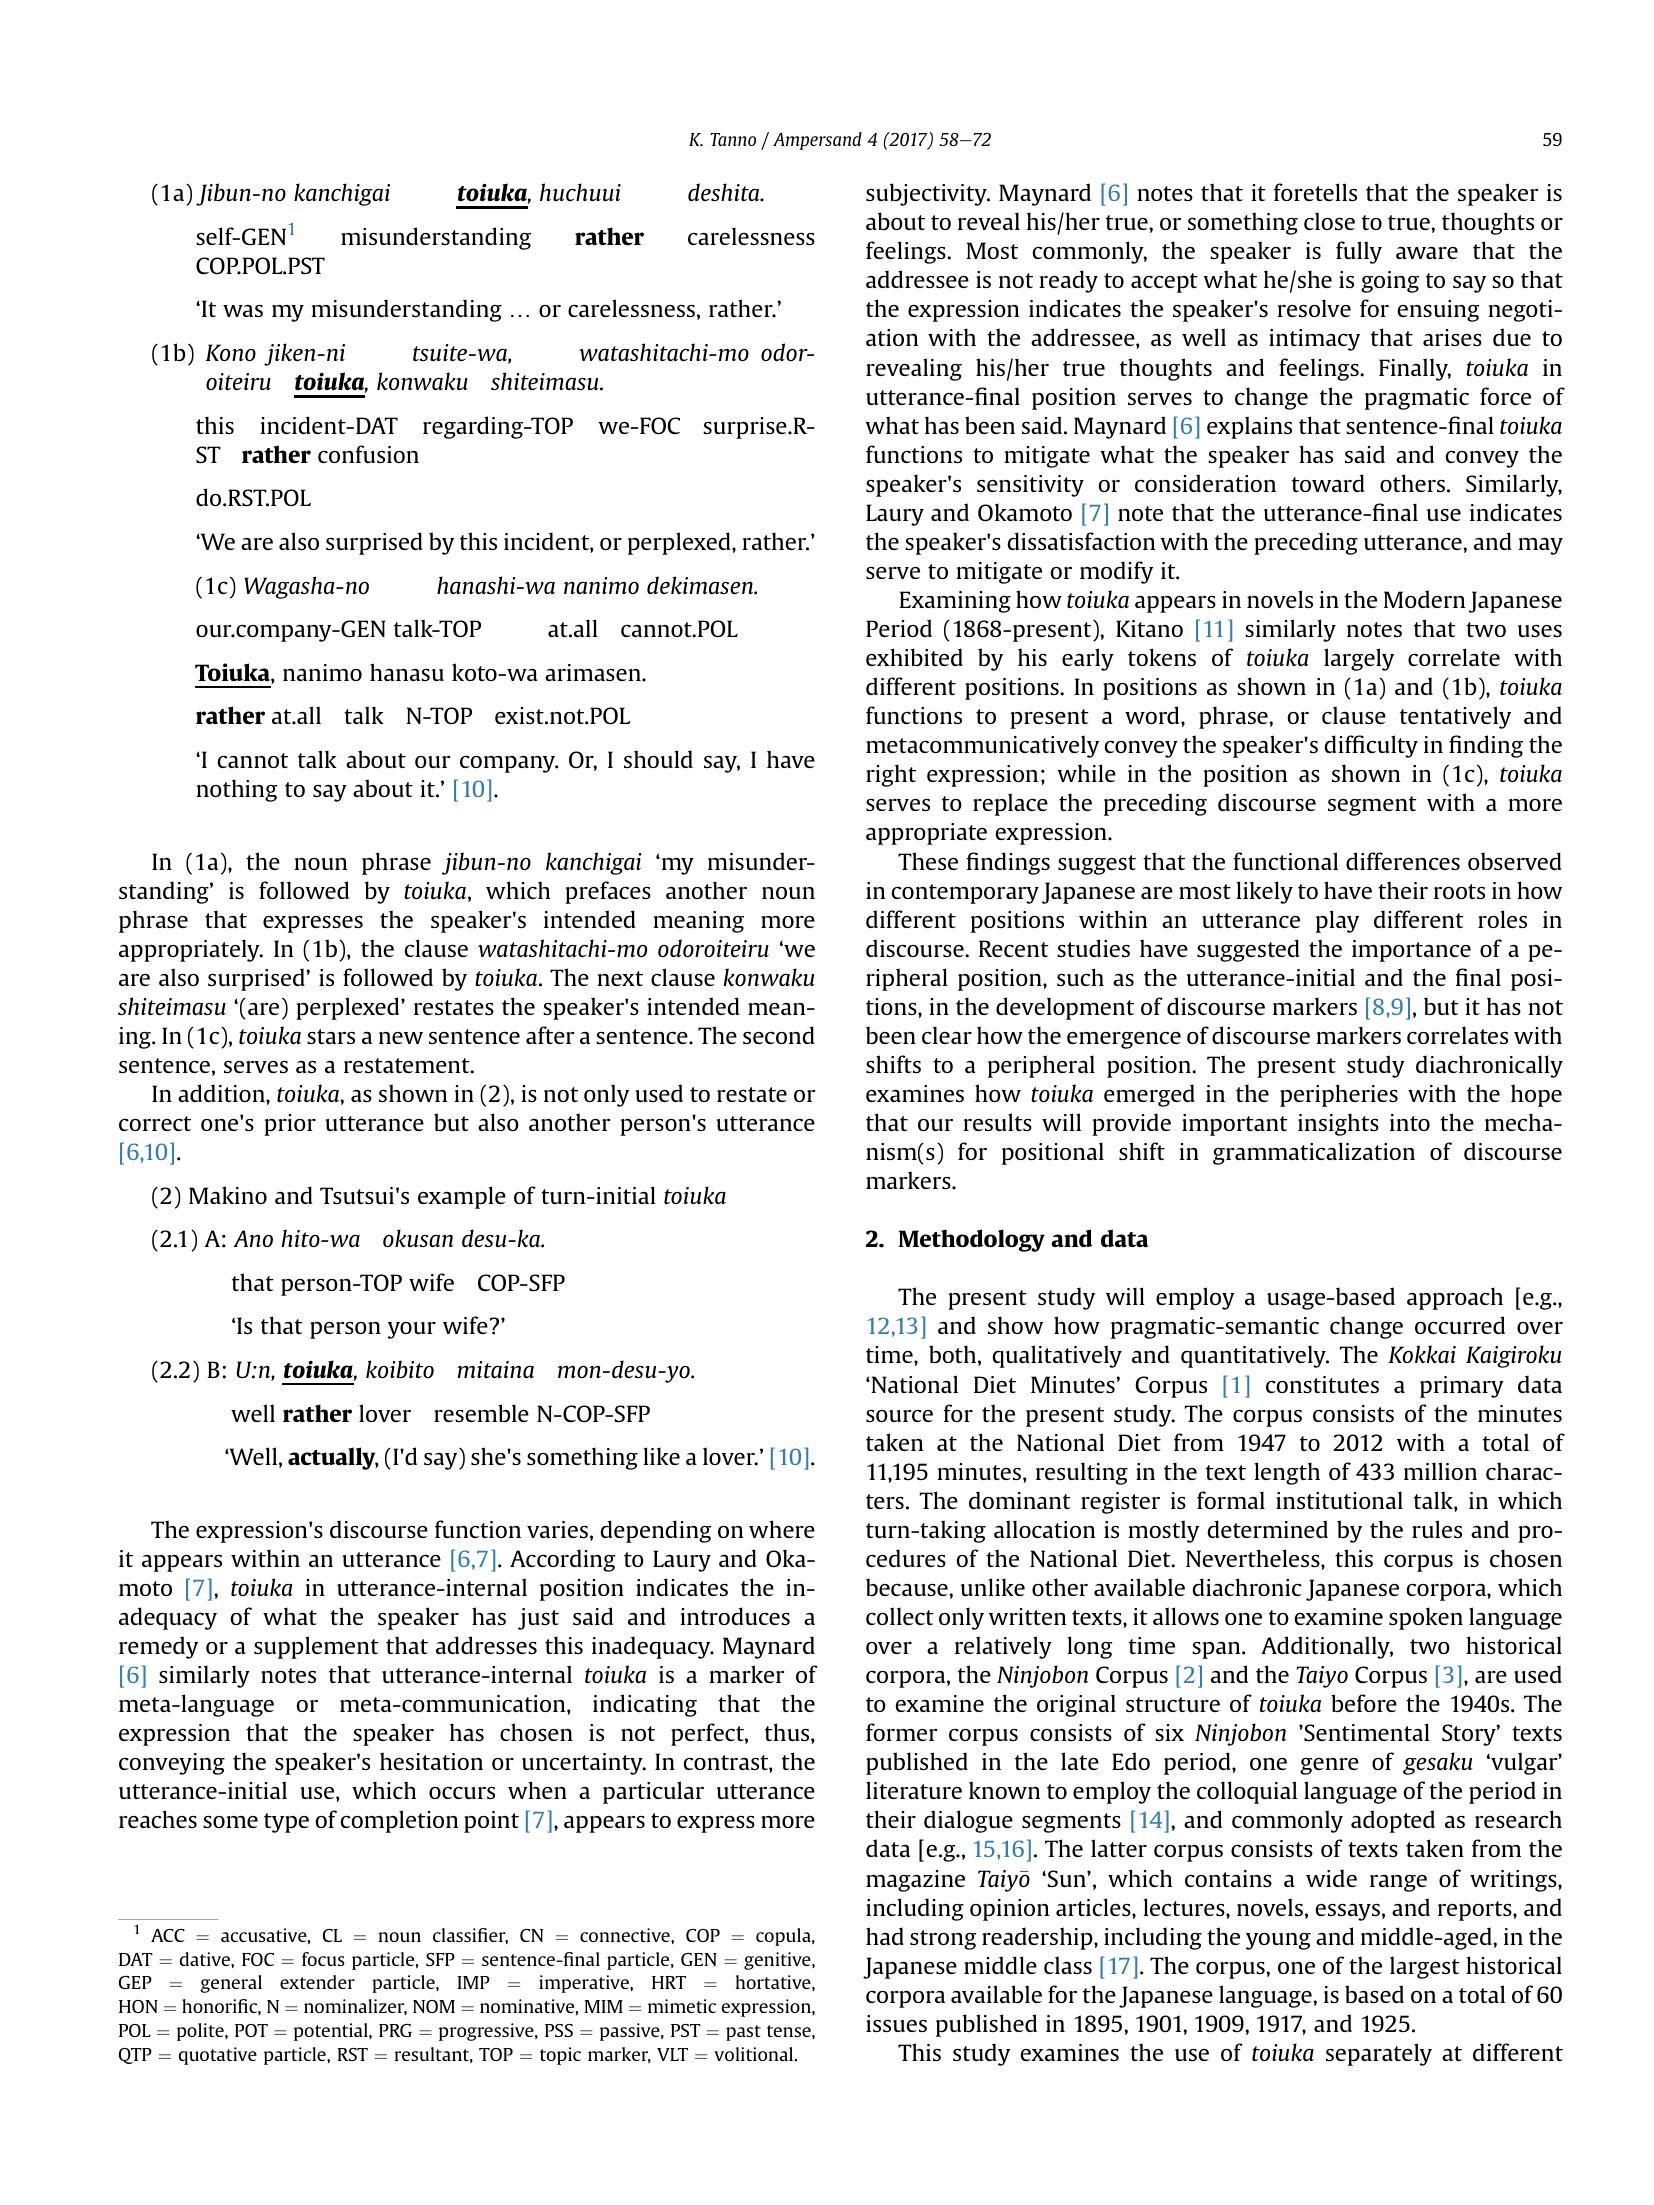 K. Tanno / Ampersand 4 (2017) 58–72
59
(1a) Jibun-no kanchigai toiuka, huchuui deshita.
self-GEN1 misunderstanding rather carelessness
COP.POL.PST
‘It was my misunderstanding … or carelessness, rather.’
(1b) Kono jiken-ni tsuite-wa, watashitachi-mo odor-
oiteiru toiuka, konwaku shiteimasu.
this incident-DAT regarding-TOP we-FOC surprise.R-
ST rather confusion
do.RST.POL
‘We are also surprised by this incident, or perplexed, rather.’
(1c) Wagasha-no hanashi-wa nanimo dekimasen.
our.company-GEN talk-TOP at.all cannot.POL
Toiuka, nanimo hanasu koto-wa arimasen.
rather at.all talk N-TOP exist.not.POL
‘I cannot talk about our company. Or, I should say, I have
nothing to say about it.’ [10].
In (1a), the noun phrase jibun-no kanchigai ‘my misunder-
standing’ is followed by toiuka, which prefaces another noun
phrase that expresses the speaker's intended meaning more
appropriately. In (1b), the clause watashitachi-mo odoroiteiru ‘we
are also surprised’ is followed by toiuka. The next clause konwaku
shiteimasu ‘(are) perplexed’ restates the speaker's intended mean-
ing. In (1c), toiuka stars a new sentence after a sentence. The second
sentence, serves as a restatement.
In addition, toiuka, as shown in (2), is not only used to restate or
correct one's prior utterance but also another person's utterance
[6,10].
(2) Makino and Tsutsui's example of turn-initial toiuka
(2.1) A: Ano hito-wa okusan desu-ka.
that person-TOP wife COP-SFP
‘Is that person your wife?’
(2.2) B: U:n, toiuka, koibito mitaina mon-desu-yo.
well rather lover resemble N-COP-SFP
‘Well, actually, (I'd say) she's something like a lover.’ [10].
The expression's discourse function varies, depending on where
it appears within an utterance [6,7]. According to Laury and Oka-
moto [7], toiuka in utterance-internal position indicates the in-
adequacy of what the speaker has just said and introduces a
remedy or a supplement that addresses this inadequacy. Maynard
[6] similarly notes that utterance-internal toiuka is a marker of
meta-language or meta-communication, indicating that the
expression that the speaker has chosen is not perfect, thus,
conveying the speaker's hesitation or uncertainty. In contrast, the
utterance-initial use, which occurs when a particular utterance
reaches some type of completion point [7], appears to express more
1 ACC = accusative, CL = noun classifier, CN = connective, COP = copula,
DAT = dative, FOC = focus particle, SFP = sentence-final particle, GEN = genitive,
GEP = general extender particle, IMP = imperative, HRT = hortative,
HON = honorific, N = nominalizer, NOM = nominative, MIM = mimetic expression,
POL = polite, POT = potential, PRG = progressive, PSS = passive, PST = past tense,
QTP = quotative particle, RST = resultant, TOP = topic marker, VLT = volitional.
subjectivity. Maynard [6] notes that it foretells that the speaker is
about to reveal his/her true, or something close to true, thoughts or
feelings. Most commonly, the speaker is fully aware that the
addressee is not ready to accept what he/she is going to say so that
the expression indicates the speaker's resolve for ensuing negoti-
ation with the addressee, as well as intimacy that arises due to
revealing his/her true thoughts and feelings. Finally, toiuka in
utterance-final position serves to change the pragmatic force of
what has been said. Maynard [6] explains that sentence-final toiuka
functions to mitigate what the speaker has said and convey the
speaker's sensitivity or consideration toward others. Similarly,
Laury and Okamoto [7] note that the utterance-final use indicates
the speaker's dissatisfaction with the preceding utterance, and may
serve to mitigate or modify it.
Examining how toiuka appears in novels in the Modern Japanese
Period (1868-present), Kitano [11] similarly notes that two uses
exhibited by his early tokens of toiuka largely correlate with
different positions. In positions as shown in (1a) and (1b), toiuka
functions to present a word, phrase, or clause tentatively and
metacommunicatively convey the speaker's difficulty in finding the
right expression; while in the position as shown in (1c), toiuka
serves to replace the preceding discourse segment with a more
appropriate expression.
These findings suggest that the functional differences observed
in contemporary Japanese are most likely to have their roots in how
different positions within an utterance play different roles in
discourse. Recent studies have suggested the importance of a pe-
ripheral position, such as the utterance-initial and the final posi-
tions, in the development of discourse markers [8,9], but it has not
been clear how the emergence of discourse markers correlates with
shifts to a peripheral position. The present study diachronically
examines how toiuka emerged in the peripheries with the hope
that our results will provide important insights into the mecha-
nism(s) for positional shift in grammaticalization of discourse
markers.
2. Methodology and data
The present study will employ a usage-based approach [e.g.,
12,13] and show how pragmatic-semantic change occurred over
time, both, qualitatively and quantitatively. The Kokkai Kaigiroku
‘National Diet Minutes’ Corpus [1] constitutes a primary data
source for the present study. The corpus consists of the minutes
taken at the National Diet from 1947 to 2012 with a total of
11,195 minutes, resulting in the text length of 433 million charac-
ters. The dominant register is formal institutional talk, in which
turn-taking allocation is mostly determined by the rules and pro-
cedures of the National Diet. Nevertheless, this corpus is chosen
because, unlike other available diachronic Japanese corpora, which
collect only written texts, it allows one to examine spoken language
over a relatively long time span. Additionally, two historical
corpora, the Ninjobon Corpus [2] and the Taiyo Corpus [3], are used
to examine the original structure of toiuka before the 1940s. The
former corpus consists of six Ninjobon ’Sentimental Story’ texts
published in the late Edo period, one genre of gesaku ‘vulgar’
literature known to employ the colloquial language of the period in
their dialogue segments [14], and commonly adopted as research
data [e.g., 15,16]. The latter corpus consists of texts taken from the
magazine Taiyō ‘Sun’, which contains a wide range of writings,
including opinion articles, lectures, novels, essays, and reports, and
had strong readership, including the young and middle-aged, in the
Japanese middle class [17]. The corpus, one of the largest historical
corpora available for the Japanese language, is based on a total of 60
issues published in 1895, 1901, 1909, 1917, and 1925.
This study examines the use of toiuka separately at different